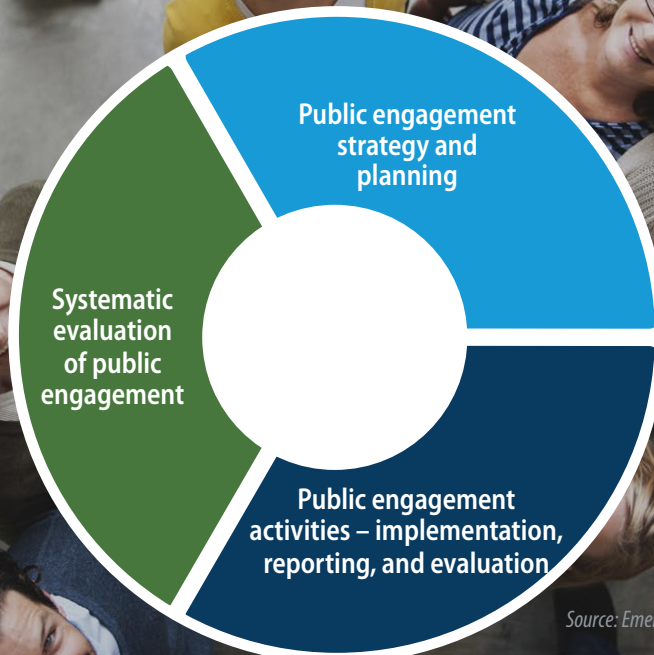 Public engagement
strategy and
planning
Systematic
evaluation
of public
engagement
Public engagement
activities – implementation,
reporting, and evaluation
Source: